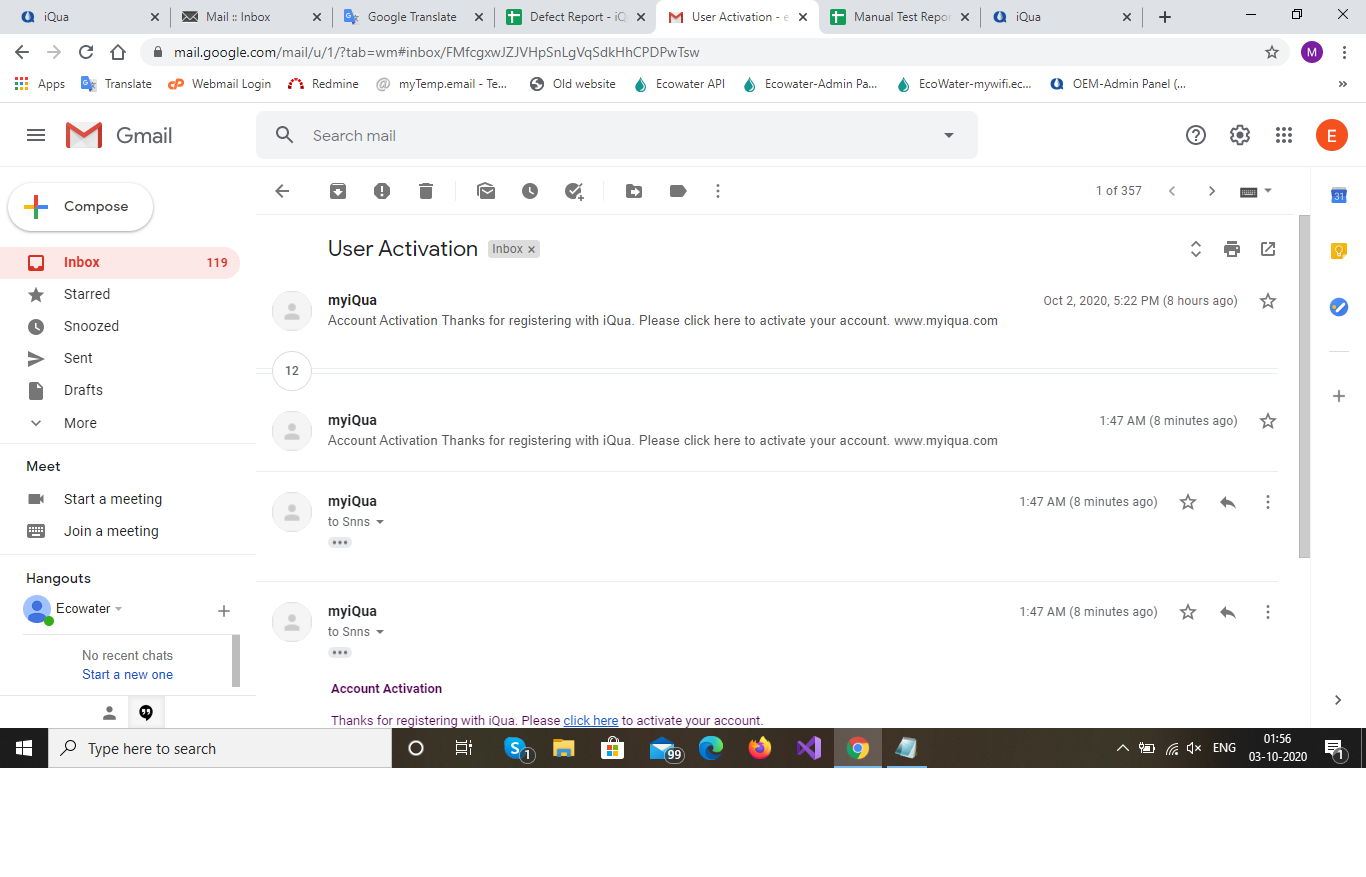 iQua
Mail :: Inbox
Google Translate
Defect Report - iQ
User Activation - e
Manual Test Repor
iQua
mail.google.com/mail/u/1/?tab=wm#inbox/FMfcgxwJZJVHpSnLgVqSdkHhCPDPwTsw
M
Apps
Translate
Webmail Login
Redmine
myTemp.email - Te...
Old website
Ecowater API
Ecowater-Admin Pa...
EcoWater-mywifi.ec...
OEM-Admin Panel (...
»
Gmail
Search mail
E
Compose
1 of 357
31
Inbox 119
Starred
Snoozed
Sent
Drafts
More
Meet
Start a meeting
Join a meeting
Hangouts
Ecowater
No recent chats
Start a new one
User Activation
Inbox ×
myiQua
Oct 2, 2020, 5:22 PM (8 hours ago)
Account Activation Thanks for registering with iQua. Please click here to activate your account. www.myiqua.com
12
myiQua
1:47 AM (8 minutes ago)
Account Activation Thanks for registering with iQua. Please click here to activate your account. www.myiqua.com
myiQua
1:47 AM (8 minutes ago)
to Snns
myiQua
1:47 AM (8 minutes ago)
to Snns
Account Activation
Thanks for registering with iQua. Please click here to activate your account.
Type here to search
1
99
ENG
01:56
03-10-2020
1